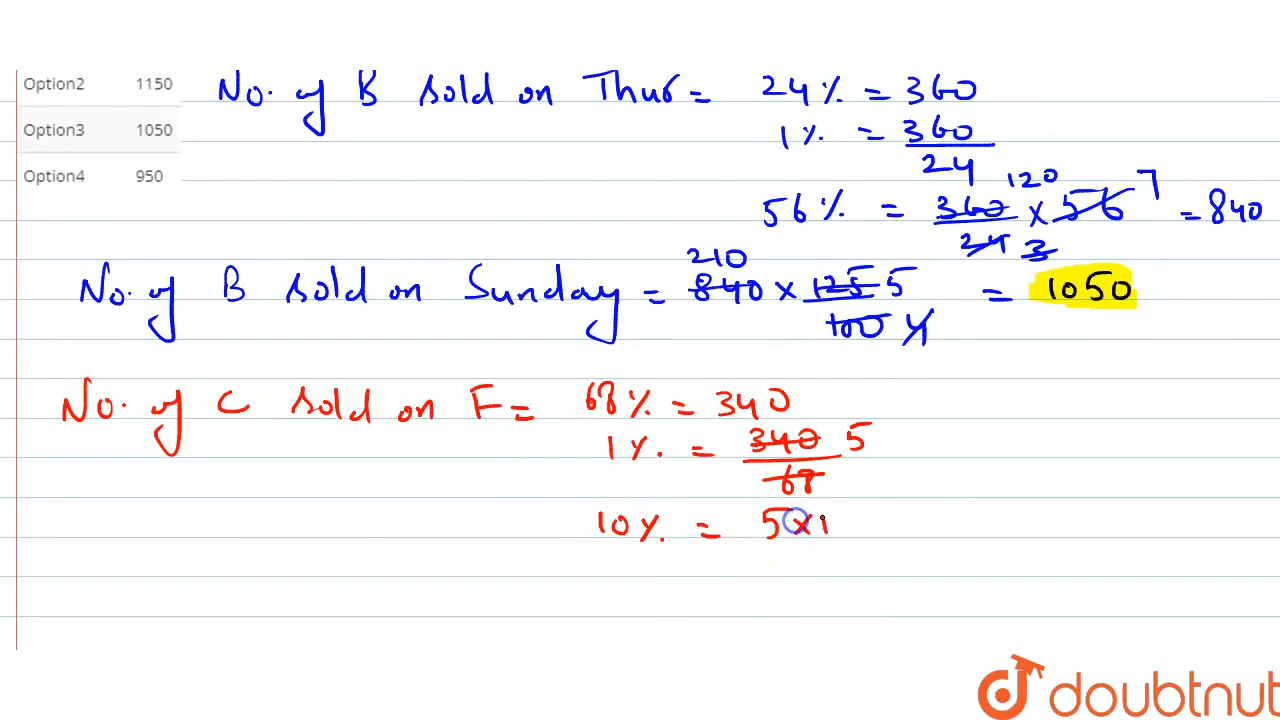 Option2 1150
No. of B sold on Thur = 24% = 360
Option3 1050
1% = 360
24
Option4 950
120 7
56% = 360 × 56 = 840
24 3
210
No. of B sold on Sunday = 840 × 125 5 = 1050
100 4
No. of C sold on F = 68% = 340
1% = 340 5
68
10% = 5×1
doubtnut